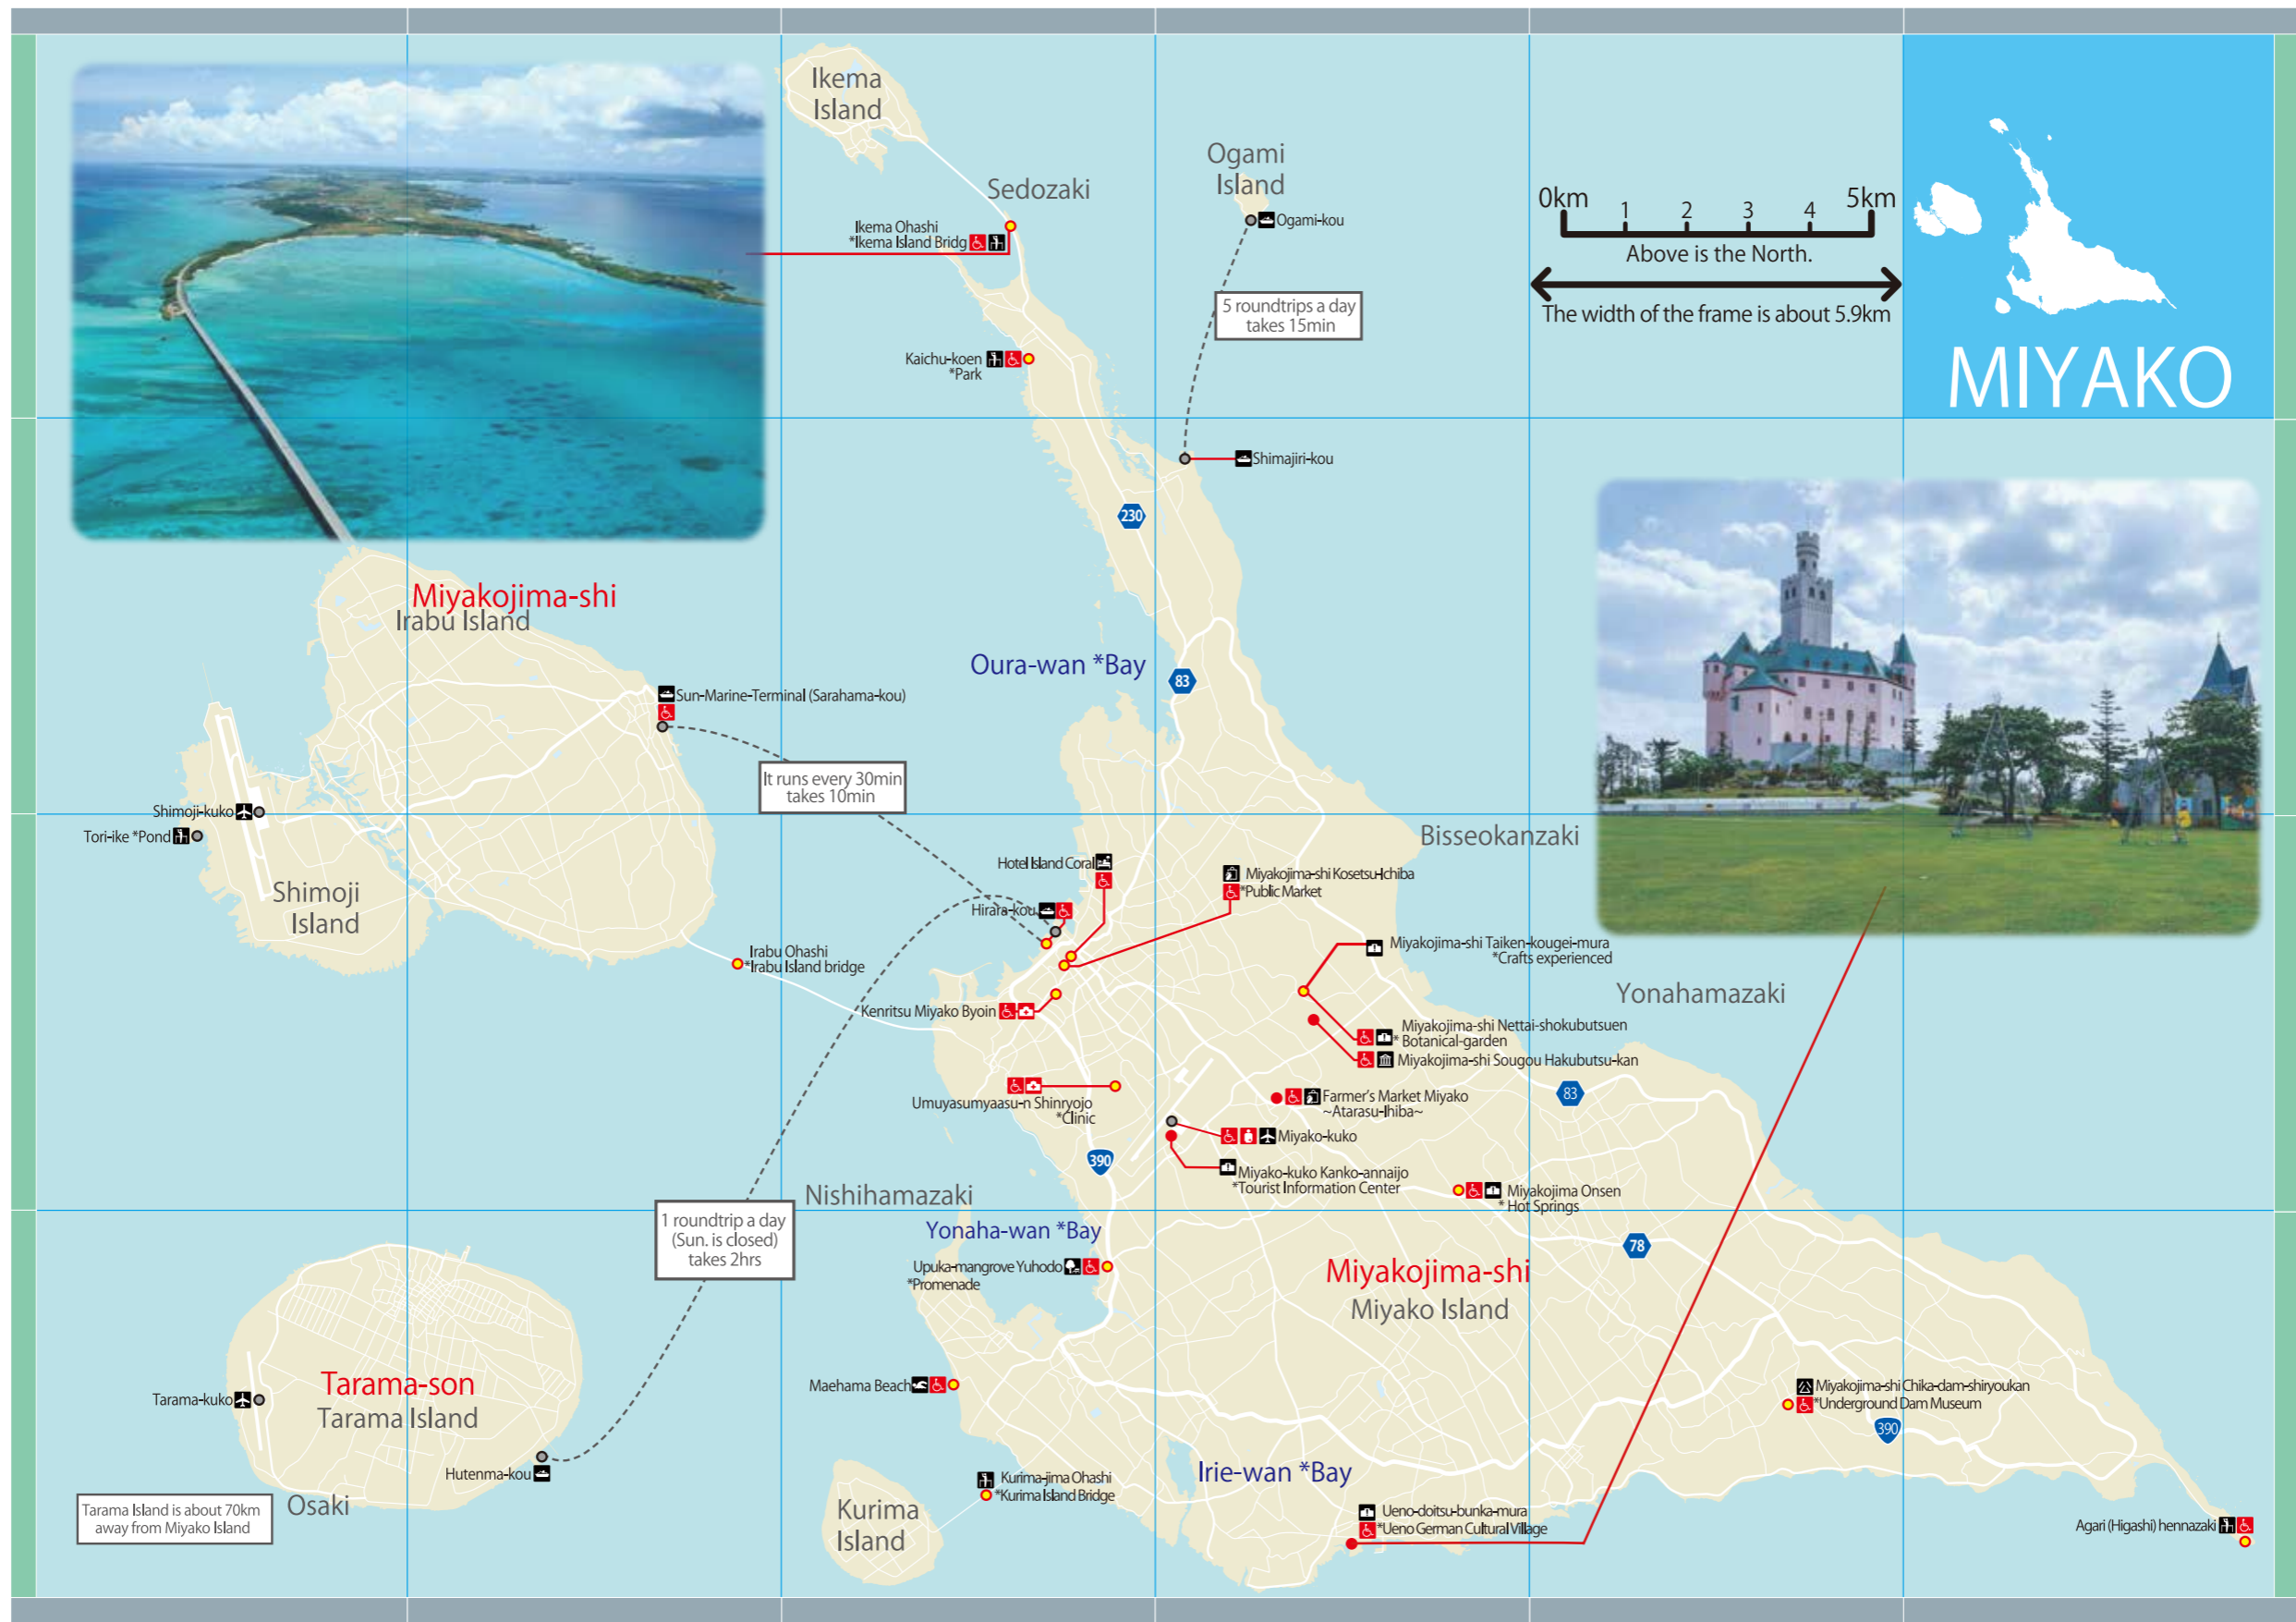 Ikema
Island
Ogami
Island
Sedozaki
Ikema Ohashi
*Ikema Island Bridg
Ogami-kou
0km
1
2
3
4
5km
Above is the North.
The width of the frame is about 5.9km
MIYAKO
5 roundtrips a day
takes 15min
Kaichu-koen
*Park
Shimajiri-kou
230
Miyakojima-shi
Irabu Island
Oura-wan *Bay
83
Sun-Marine-Terminal (Sarahama-kou)
It runs every 30min
takes 10min
Shimoji-kuko
Tori-ike *Pond
Shimoji
Island
Bisseokanzaki
Hotel Island Coral
Miyakojima-shi Kosetsu-Ichiba
*Public Market
Hirara-kou
Irabu Ohashi
*Irabu Island bridge
Miyakojima-shi Taiken-kougei-mura
*Crafts experienced
Yonahamazaki
Kenritsu Miyako Byoin
Miyakojima-shi Nettai-shokubutsuen
* Botanical-garden
Miyakojima-shi Sougou Hakubutsu-kan
Umuyasumyaasu-n Shinryojo
*Clinic
Farmer's Market Miyako
~Atarasu-Ihiba~
83
Miyako-kuko
390
Miyako-kuko Kanko-annaijo
*Tourist Information Center
Miyakojima Onsen
* Hot Springs
Nishihamazaki
1 roundtrip a day
(Sun. is closed)
takes 2hrs
Yonaha-wan *Bay
78
Upuka-mangrove Yuhodo
*Promenade
Miyakojima-shi
Miyako Island
Tarama-son
Tarama Island
Tarama-kuko
Maehama Beach
Miyakojima-shi Chika-dam-shiryoukan
*Underground Dam Museum
390
Hutenma-kou
Osaki
Tarama Island is about 70km
away from Miyako Island
Kurima-jima Ohashi
*Kurima Island Bridge
Kurima
Island
Irie-wan *Bay
Ueno-doitsu-bunka-mura
*Ueno German Cultural Village
Agari (Higashi) hennazaki